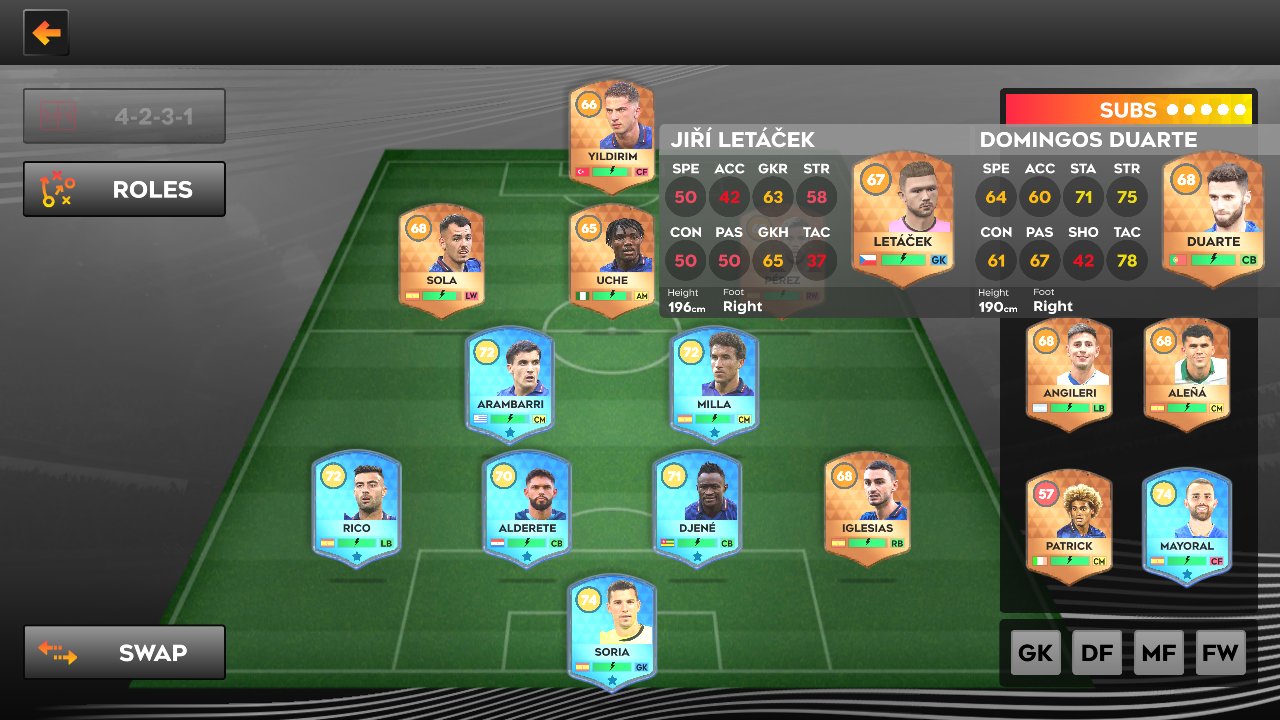 4-2-3-1
ROLES
SUBS
66
YILDIRIM
CF
JIŘÍ LETÁČEK
SPE ACC GKR STR
50 42 63 58
CON PAS GKH TAC
50 50 65 37
Height Foot
196cm Right
67
LETÁČEK
GK
DOMINGOS DUARTE
SPE ACC STA STR
64 60 71 75
CON PAS SHO TAC
61 67 42 78
Height Foot
190cm Right
68
DUARTE
CB
68
SOLA
LW
65
UCHE
AM
PEREZ
RW
72
ARAMBARRI
CM
72
MILLA
CM
68
ANGILERI
LB
68
ALEÑÁ
CM
72
RICO
LB
70
ALDERETE
CB
71
DJENÉ
CB
68
IGLESIAS
RB
57
PATRICK
CM
74
MAYORAL
CF
74
SORIA
GK
SWAP
GK DF MF FW